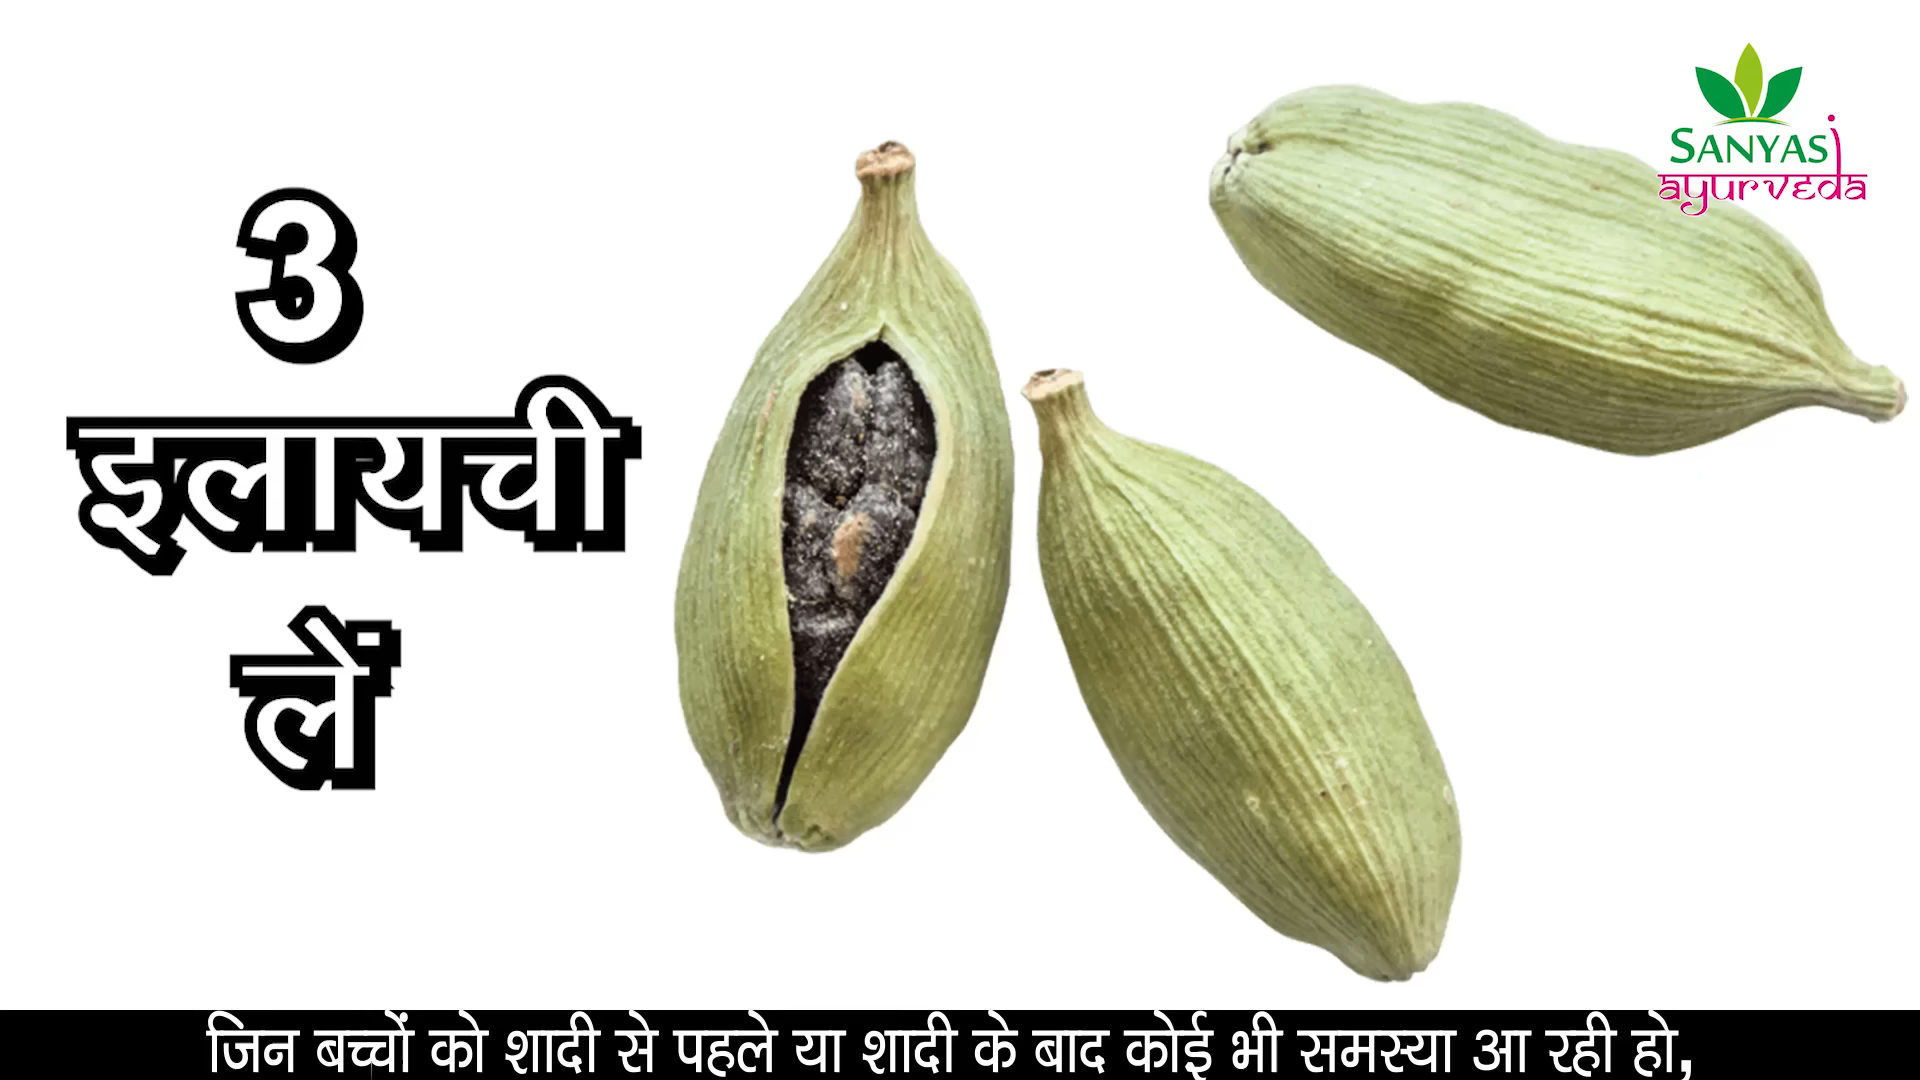 3
इलायची
लें
SANYASI
ayurveda
जिन बच्चों को शादी से पहले या शादी के बाद कोई भी समस्या आ रही हो,